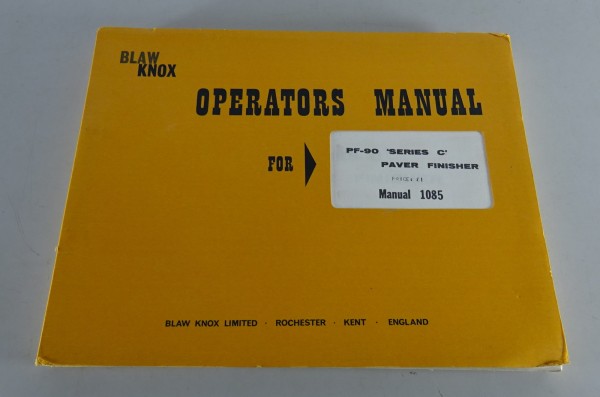 BLAW
KNOX
OPERATORS MANUAL
FOR
PF-90 'SERIES C'
PAVER FINISHER
Manual 1085
BLAW KNOX LIMITED · ROCHESTER · KENT · ENGLAND